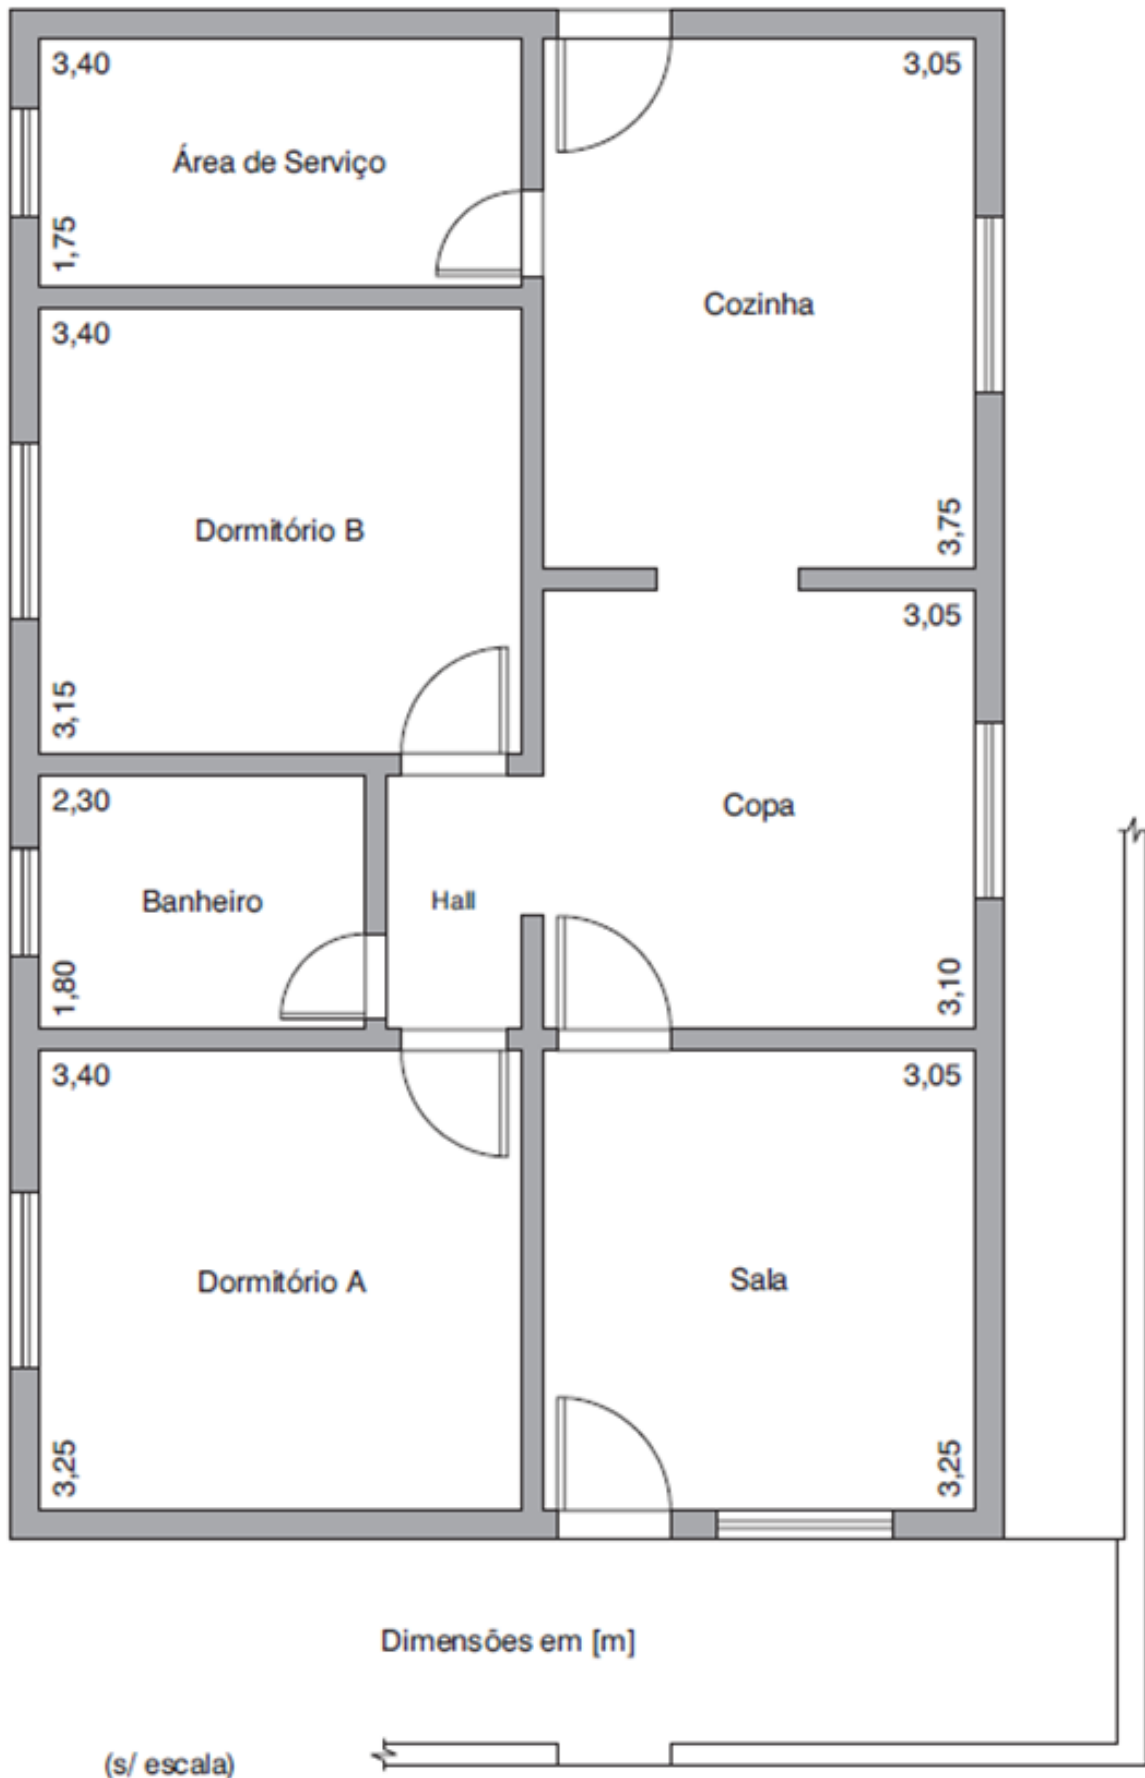 3,40
3,05
Área de Serviço
1,75
Cozinha
3,40
3,75
Dormitório B
3,05
3,15
2,30
Copa
Banheiro
Hall
1,80
3,10
3,40
3,05
Dormitório A
Sala
3,25
3,25
Dimensões em [m]
(s/ escala)